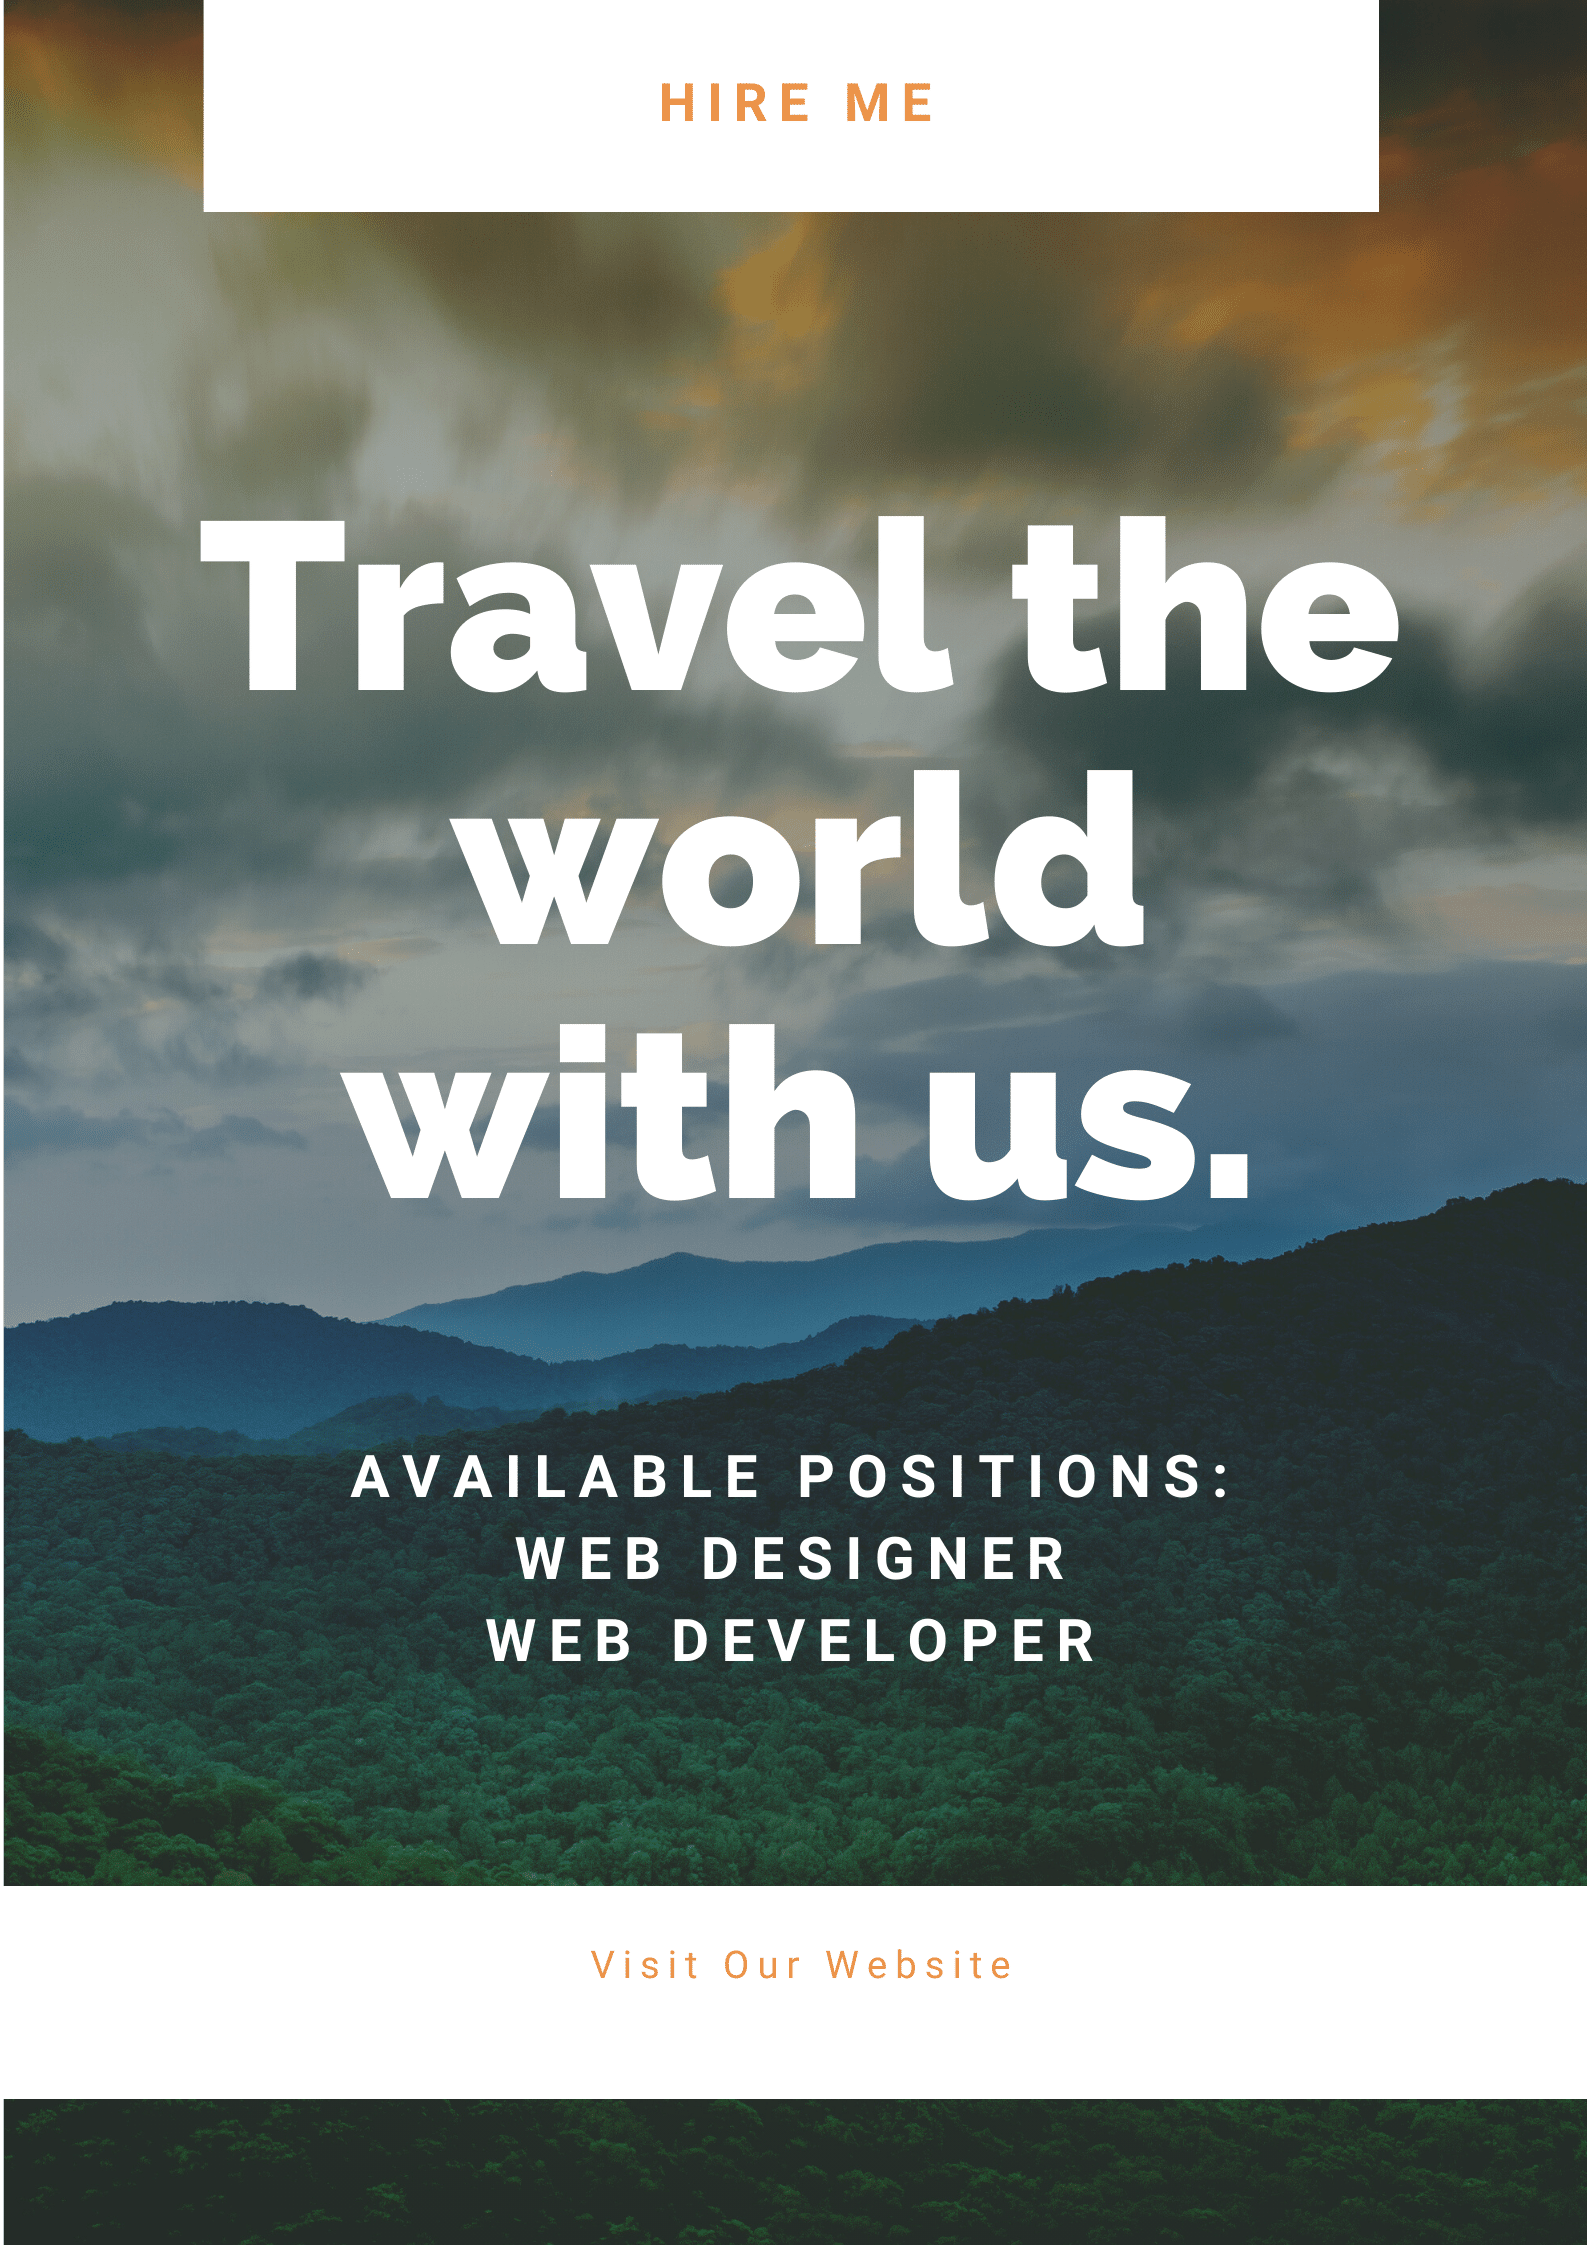 HIRE ME
Travel the
world
with us.
AVAILABLE POSITIONS:
WEB DESIGNER
WEB DEVELOPER
Visit Our Website